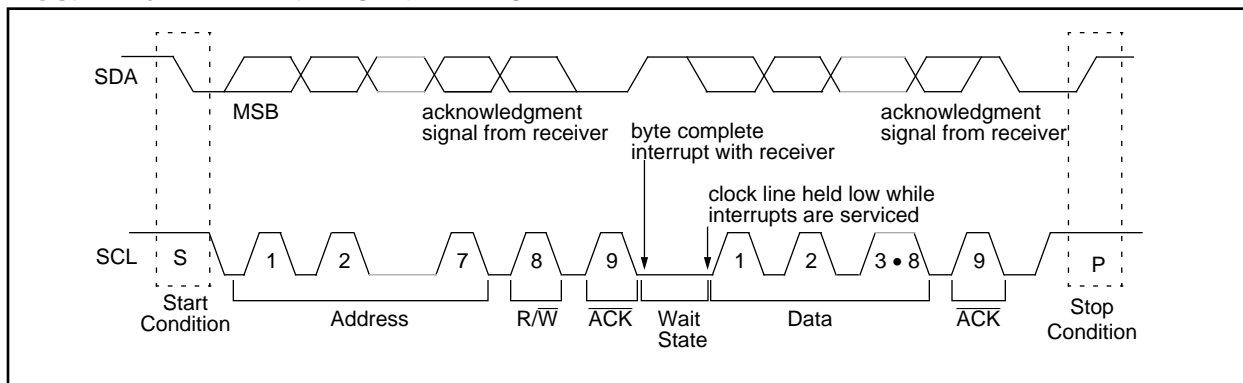 SDA
MSB
acknowledgment
signal from receiver
byte complete
interrupt with receiver
acknowledgment
signal from receiver
clock line held low while
interrupts are serviced
SCL
S
1
2
7
8
9
1
2
3 • 8
9
P
Start
Condition
Address
R/W̅
A̅C̅K̅
Wait
State
Data
A̅C̅K̅
Stop
Condition